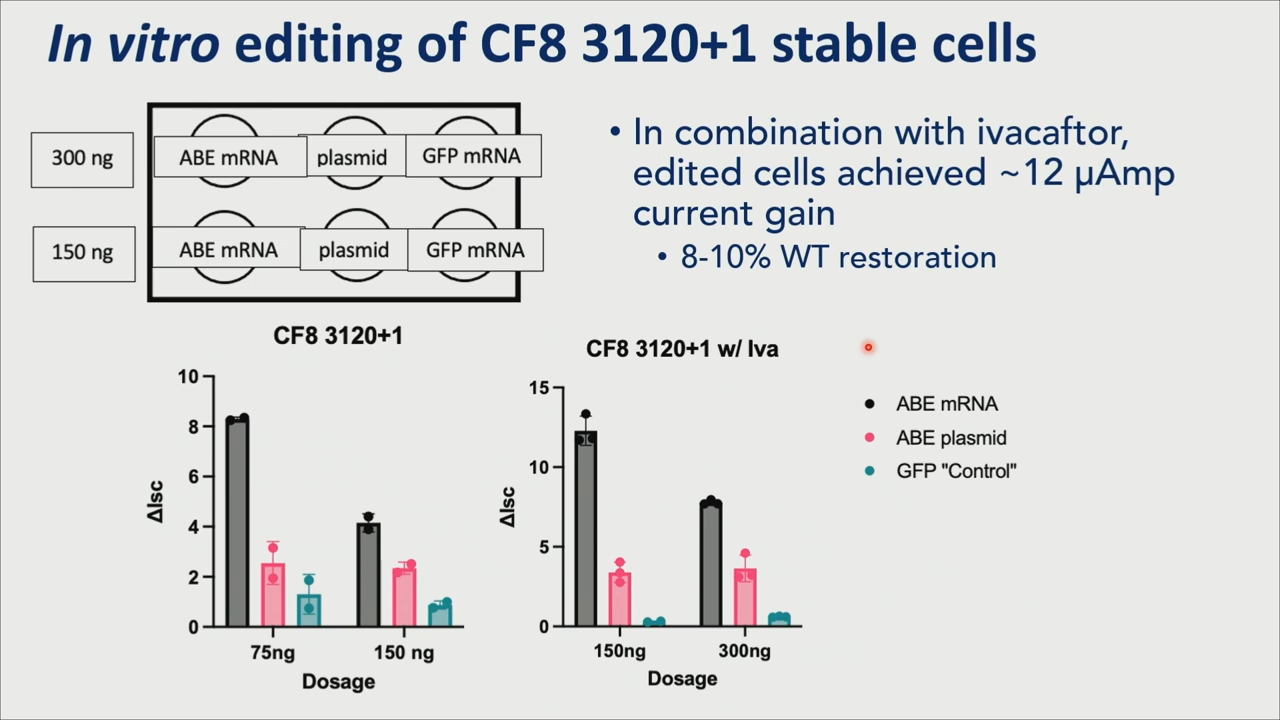 In vitro editing of CF8 3120+1 stable cells
300 ng
ABE mRNA
plasmid
GFP mRNA
150 ng
ABE mRNA
plasmid
GFP mRNA
• In combination with ivacaftor,
edited cells achieved ~12 µAmp
current gain
• 8-10% WT restoration
CF8 3120+1
10
8
6
4
2
0
ΔIsc
75ng
150 ng
Dosage
CF8 3120+1 w/ Iva
15
10
5
0
ΔIsc
150ng
300ng
Dosage
ABE mRNA
ABE plasmid
GFP "Control"